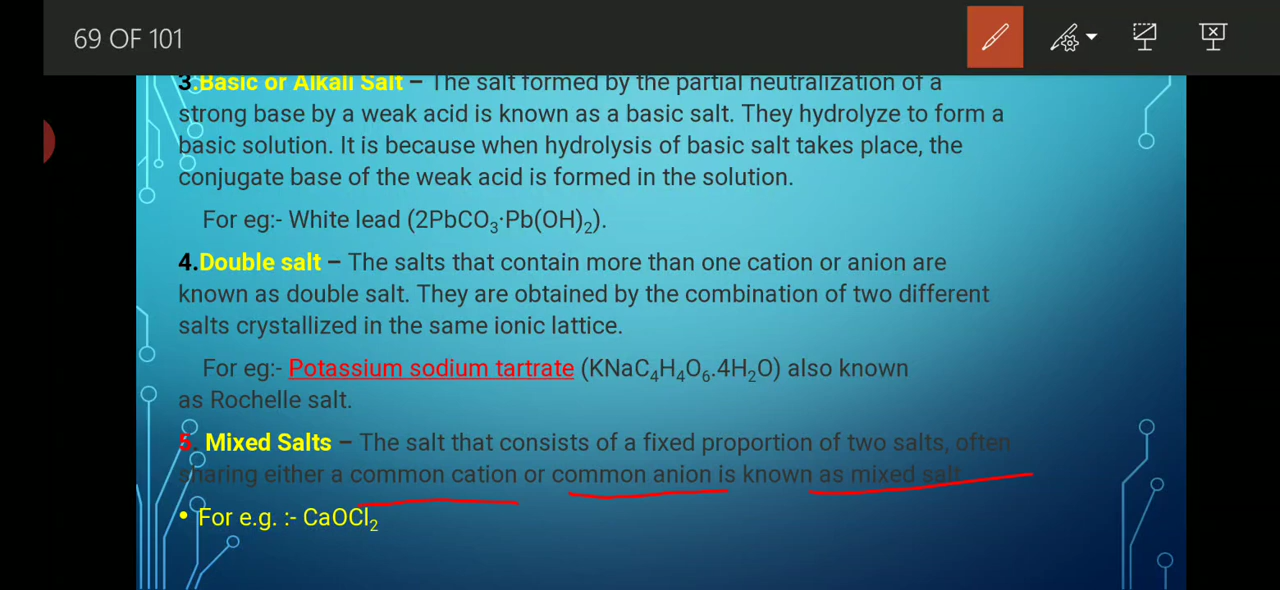 69 OF 101
3.Basic or Alkali Salt – The salt formed by the partial neutralization of a
strong base by a weak acid is known as a basic salt. They hydrolyze to form a
basic solution. It is because when hydrolysis of basic salt takes place, the
conjugate base of the weak acid is formed in the solution.
For eg:- White lead (2PbCO₃·Pb(OH)₂).
4.Double salt – The salts that contain more than one cation or anion are
known as double salt. They are obtained by the combination of two different
salts crystallized in the same ionic lattice.
For eg:- Potassium sodium tartrate (KNaC₄H₄O₆.4H₂O) also known
as Rochelle salt.
5. Mixed Salts – The salt that consists of a fixed proportion of two salts, often
sharing either a common cation or common anion is known as mixed salt.
• For e.g. :- CaOCl₂